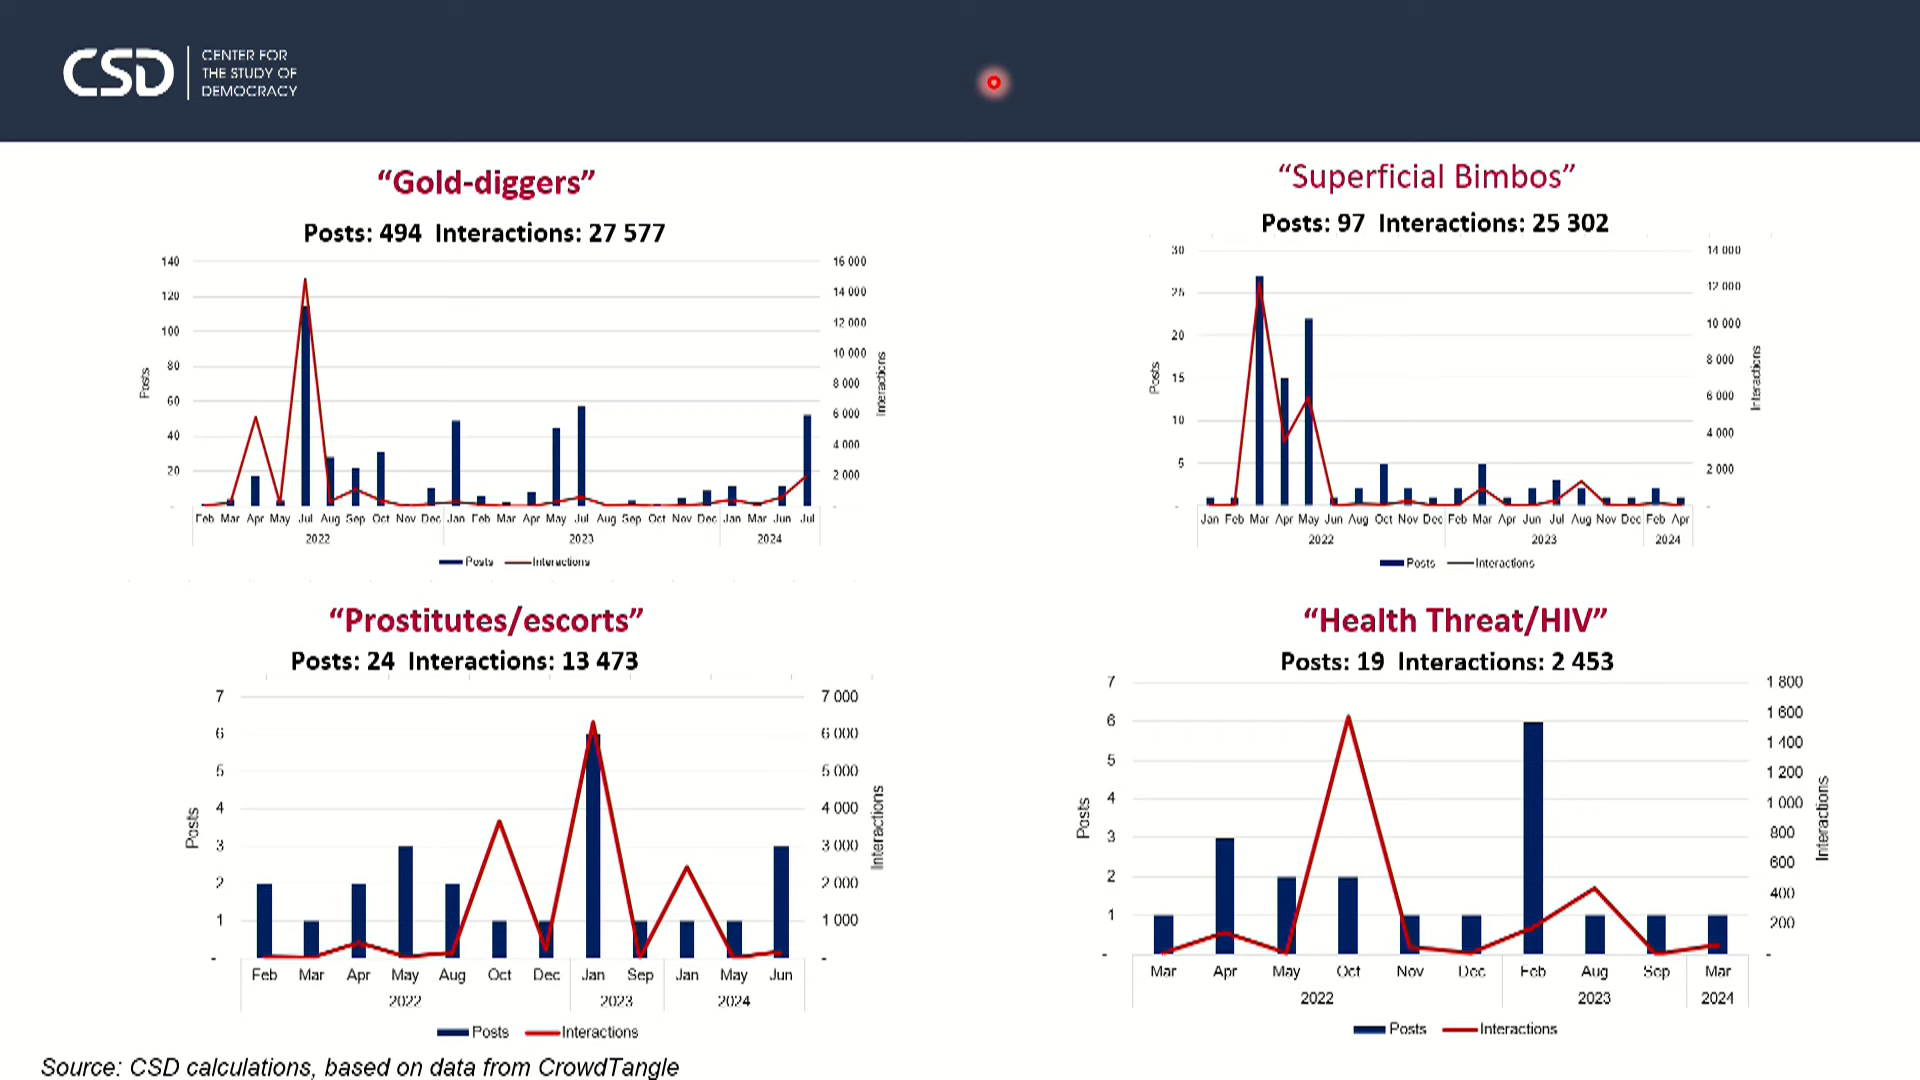 CSD
CENTER FOR
THE STUDY OF
DEMOCRACY
“Gold-diggers”
Posts: 494 Interactions: 27 577
140 120 100 80 60 40 20 -
Posts
16 000 14 000 12 000 10 000 8 000 6 000 4 000 2 000 -
Interactions
Feb Mar Apr May Jul Aug Sep Oct Nov Dec Jan Feb Mar Apr May Jul Aug Sep Oct Nov Dec Jan Mar Jun Jul
2022 2023 2024
Posts Interactions
“Superficial Bimbos”
Posts: 97 Interactions: 25 302
30 25 20 15 10 5 -
Posts
14 000 12 000 10 000 8 000 6 000 4 000 2 000 -
Interactions
Jan Feb Mar Apr May Jun Aug Oct Nov Dec Feb Mar Apr Jun Jul Aug Nov Dec Feb Apr
2022 2023 2024
Posts Interactions
“Prostitutes/escorts”
Posts: 24 Interactions: 13 473
7 6 5 4 3 2 1 -
Posts
7 000 6 000 5 000 4 000 3 000 2 000 1 000 -
Interactions
Feb Mar Apr May Aug Oct Dec Jan Sep Jan May Jun
2022 2023 2024
Posts Interactions
“Health Threat/HIV”
Posts: 19 Interactions: 2 453
7 6 5 4 3 2 1 -
Posts
1 800 1 600 1 400 1 200 1 000 800 600 400 200 -
Interactions
Mar Apr May Oct Nov Dec Feb Aug Sep Mar
2022 2023 2024
Posts Interactions
Source: CSD calculations, based on data from CrowdTangle